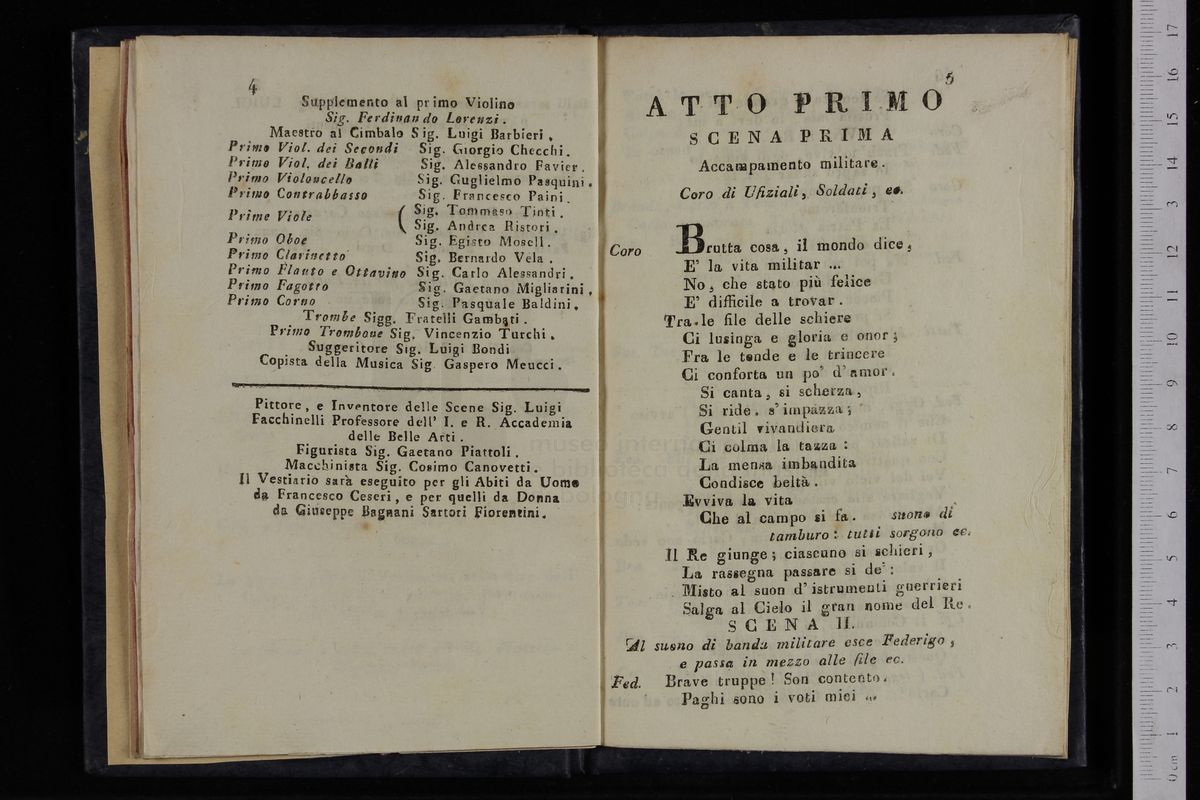 4
Supplemento al primo Violino
Sig. Ferdinando Lorenzi.
Maestro al Cimbalo Sig. Luigi Barbieri.
Primo Viol. dei Secondi Sig. Giorgio Checchi.
Primo Viol. dei Balli Sig. Alessandro Favier.
Primo Violoncello Sig. Guglielmo Pasquini.
Primo Contrabbasso Sig. Francesco Paini.
Prime Viole ( Sig. Tommaso Tinti.
Sig. Andrea Ristori.
Primo Oboe Sig. Egisto Mosell.
Primo Clarinetto Sig. Bernardo Vela.
Primo Flauto e Ottavino Sig. Carlo Alessandri.
Primo Fagotto Sig. Gaetano Migliarini.
Primo Corno Sig. Pasquale Baldini.
Trombe Sigg. Fratelli Gambati.
Primo Trombone Sig. Vincenzio Turchi.
Suggeritore Sig. Luigi Bondi
Copista della Musica Sig. Gaspero Meucci.
Pittore, e Inventore delle Scene Sig. Luigi
Facchinelli Professore dell' I. e R. Accademia
delle Belle Arti.
Figurista Sig. Gaetano Piattoli.
Macchinista Sig. Cosimo Canovetti.
Il Vestiario sarà eseguito per gli Abiti da Uomo
da Francesco Ceseri, e per quelli da Donna
da Giuseppe Bagnani Sartori Fiorentini.
5
ATTO PRIMO
SCENA PRIMA
Accampamento militare.
Coro di Ufiziali, Soldati, ec.
Coro Brutta cosa, il mondo dice,
E' la vita militar ...
No, che stato più felice
E' difficile a trovar.
Tra le file delle schiere
Ci lusinga e gloria e onor;
Fra le tende e le trincere
Ci conforta un po' d'amor.
Si canta, si scherza,
Si ride, s'impazza;
Gentil vivandiera
Ci colma la tazza:
La mensa imbandita
Condisce beltà.
Evviva la vita
Che al campo si fa. suono di
tamburo: tutti sorgono ec.
Il Re giunge; ciascuno si schieri,
La rassegna passare si de':
Misto al suon d'istrumenti guerrieri
Salga al Cielo il gran nome del Re.
SCENA II.
Al suono di banda militare esce Federigo,
e passa in mezzo alle file ec.
Fed. Brave truppe! Son contento.
Paghi sono i voti miei ...